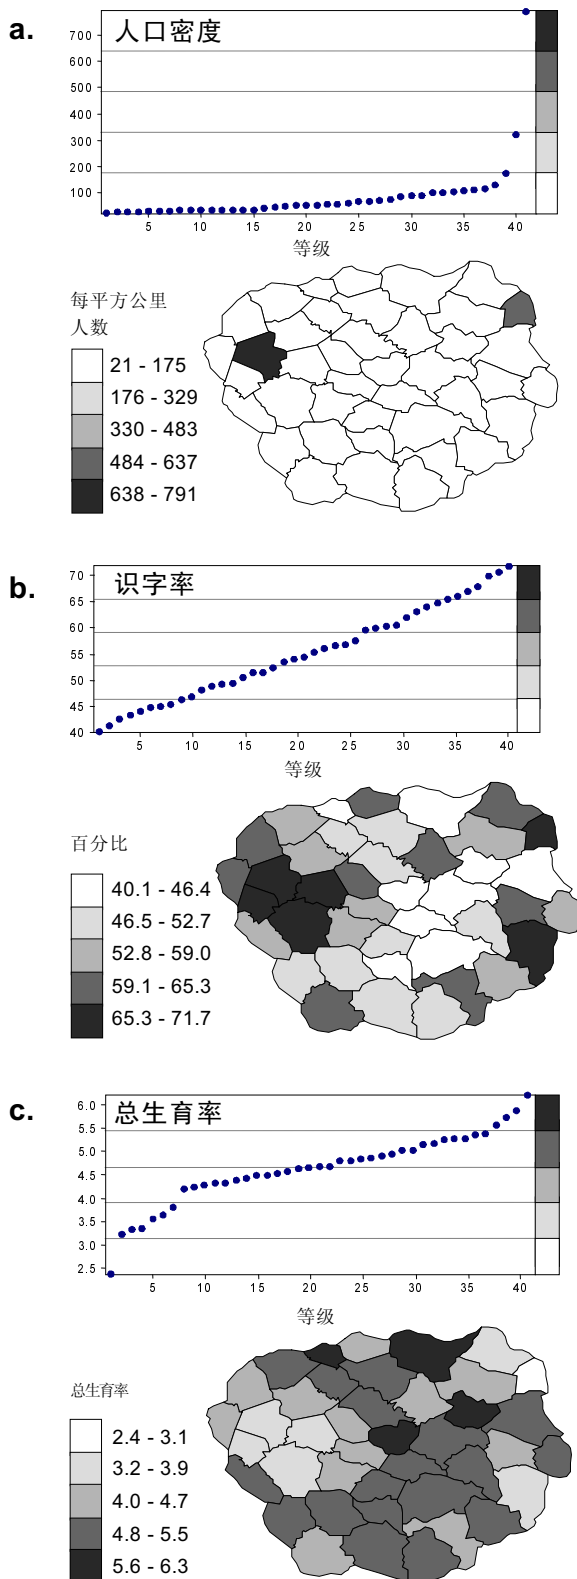 a.
人口密度
700
600
500
400
300
200
100
5 10 15 20 25 30 35 40
等级
每平方公里
人数
21 - 175
176 - 329
330 - 483
484 - 637
638 - 791
b.
识字率
70
65
60
55
50
45
40
5 10 15 20 25 30 35 40
等级
百分比
40.1 - 46.4
46.5 - 52.7
52.8 - 59.0
59.1 - 65.3
65.3 - 71.7
c.
总生育率
6.0
5.5
5.0
4.5
4.0
3.5
3.0
2.5
5 10 15 20 25 30 35 40
等级
总生育率
2.4 - 3.1
3.2 - 3.9
4.0 - 4.7
4.8 - 5.5
5.6 - 6.3